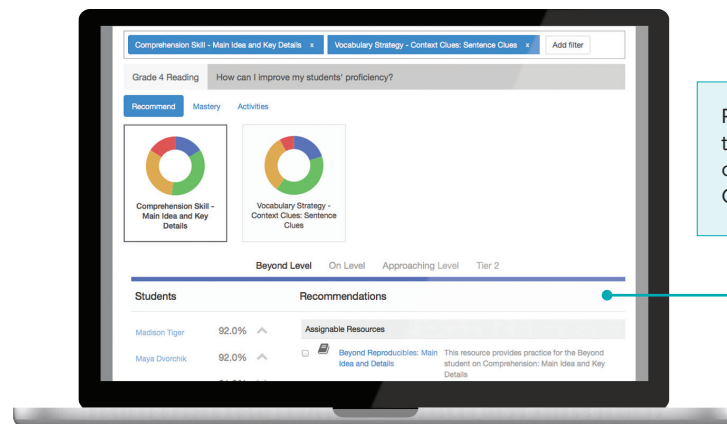 Comprehension Skill - Main Idea and Key Details x Vocabulary Strategy - Context Clues: Sentence Clues x Add filter
Grade 4 Reading How can I improve my students' proficiency?
Recommend Mastery Activities
Comprehension Skill -
Main Idea and Key
Details
Vocabulary Strategy -
Context Clues: Sentence
Clues
Beyond Level On Level Approaching Level Tier 2
Students Recommendations
Assignable Resources
Madison Tiger 92.0%
Maya Dvorchik 92.0%
Beyond Reproducibles: Main
Idea and Details
This resource provides practice for the Beyond
student on Comprehension: Main Idea and Key
Details